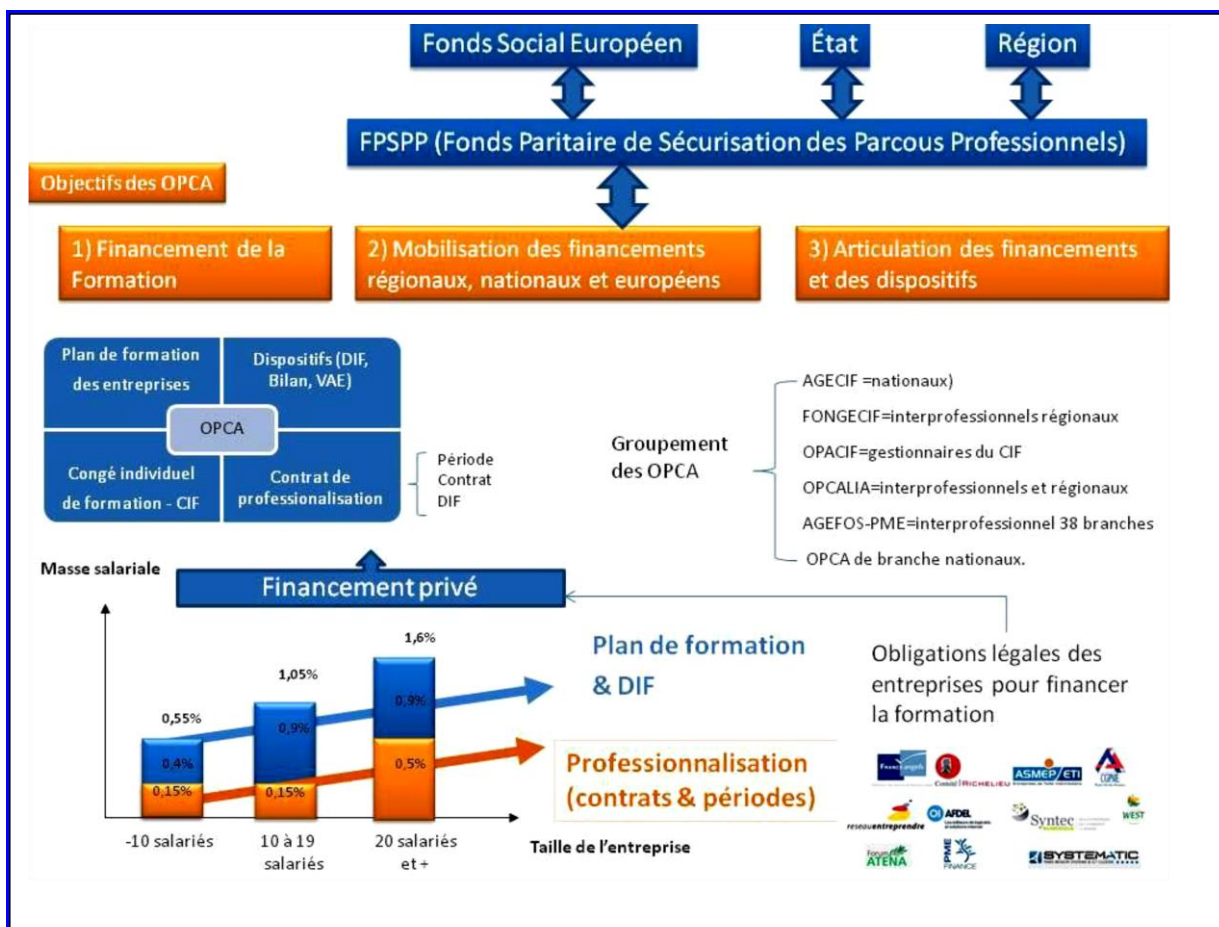 Fonds Social Européen
État
Région
FPSPP (Fonds Paritaire de Sécurisation des Parcous Professionnels)
Objectifs des OPCA
1) Financement de la
Formation
2) Mobilisation des financements
régionaux, nationaux et européens
3) Articulation des financements
et des dispositifs
Plan de formation
des entreprises
Dispositifs (DIF,
Bilan, VAE)
OPCA
Congé individuel
de formation - CIF
Contrat de
professionalisation
Période
Contrat
DIF
Groupement
des OPCA
AGECIF =nationaux)
FONGECIF=interprofessionnels régionaux
OPACIF=gestionnaires du CIF
OPCALIA=interprofessionnels et régionaux
AGEFOS-PME=interprofessionnel 38 branches
OPCA de branche nationaux.
Masse salariale
Financement privé
1,6%
1,05%
0,55%
0,9%
0,9%
0,4%
0,5%
0,15%
0,15%
-10 salariés
10 à 19
salariés
20 salariés
et +
Taille de l'entreprise
Plan de formation
& DIF
Professionnalisation
(contrats & périodes)
Obligations légales des
entreprises pour financer
la formation
RICHELIEU
ASMEP/ETI
CGPME
reseauentreprendre
AFDEL
Syntec
WEST
Forum
ATENA
PME
FINANCE
SYSTEMATIC